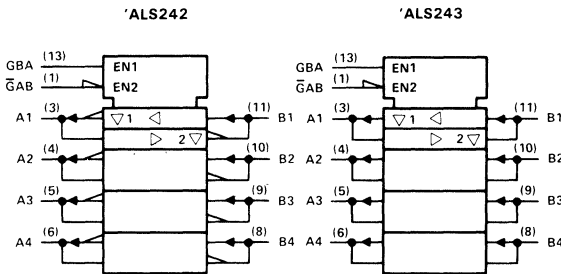 'ALS242
GBA (13) EN1
G̅AB (1) EN2
A1 (3) ▽1 ◁ (11) B1
▷ 2▽
A2 (4) (10) B2
A3 (5) (9) B3
A4 (6) (8) B4
'ALS243
GBA (13) EN1
G̅AB (1) EN2
A1 (3) ▽1 ◁ (11) B1
▷ 2▽
A2 (4) (10) B2
A3 (5) (9) B3
A4 (6) (8) B4